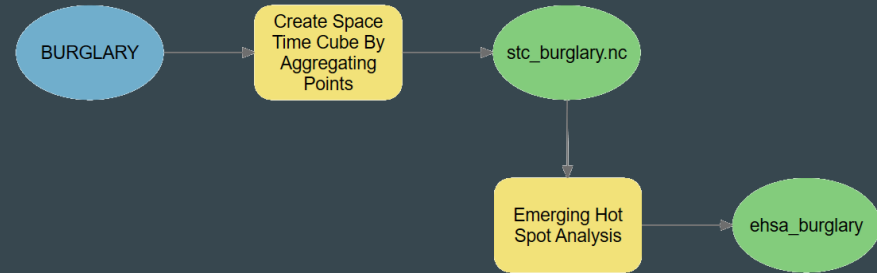 BURGLARY
Create Space
Time Cube By
Aggregating
Points
stc_burglary.nc
Emerging Hot
Spot Analysis
ehsa_burglary